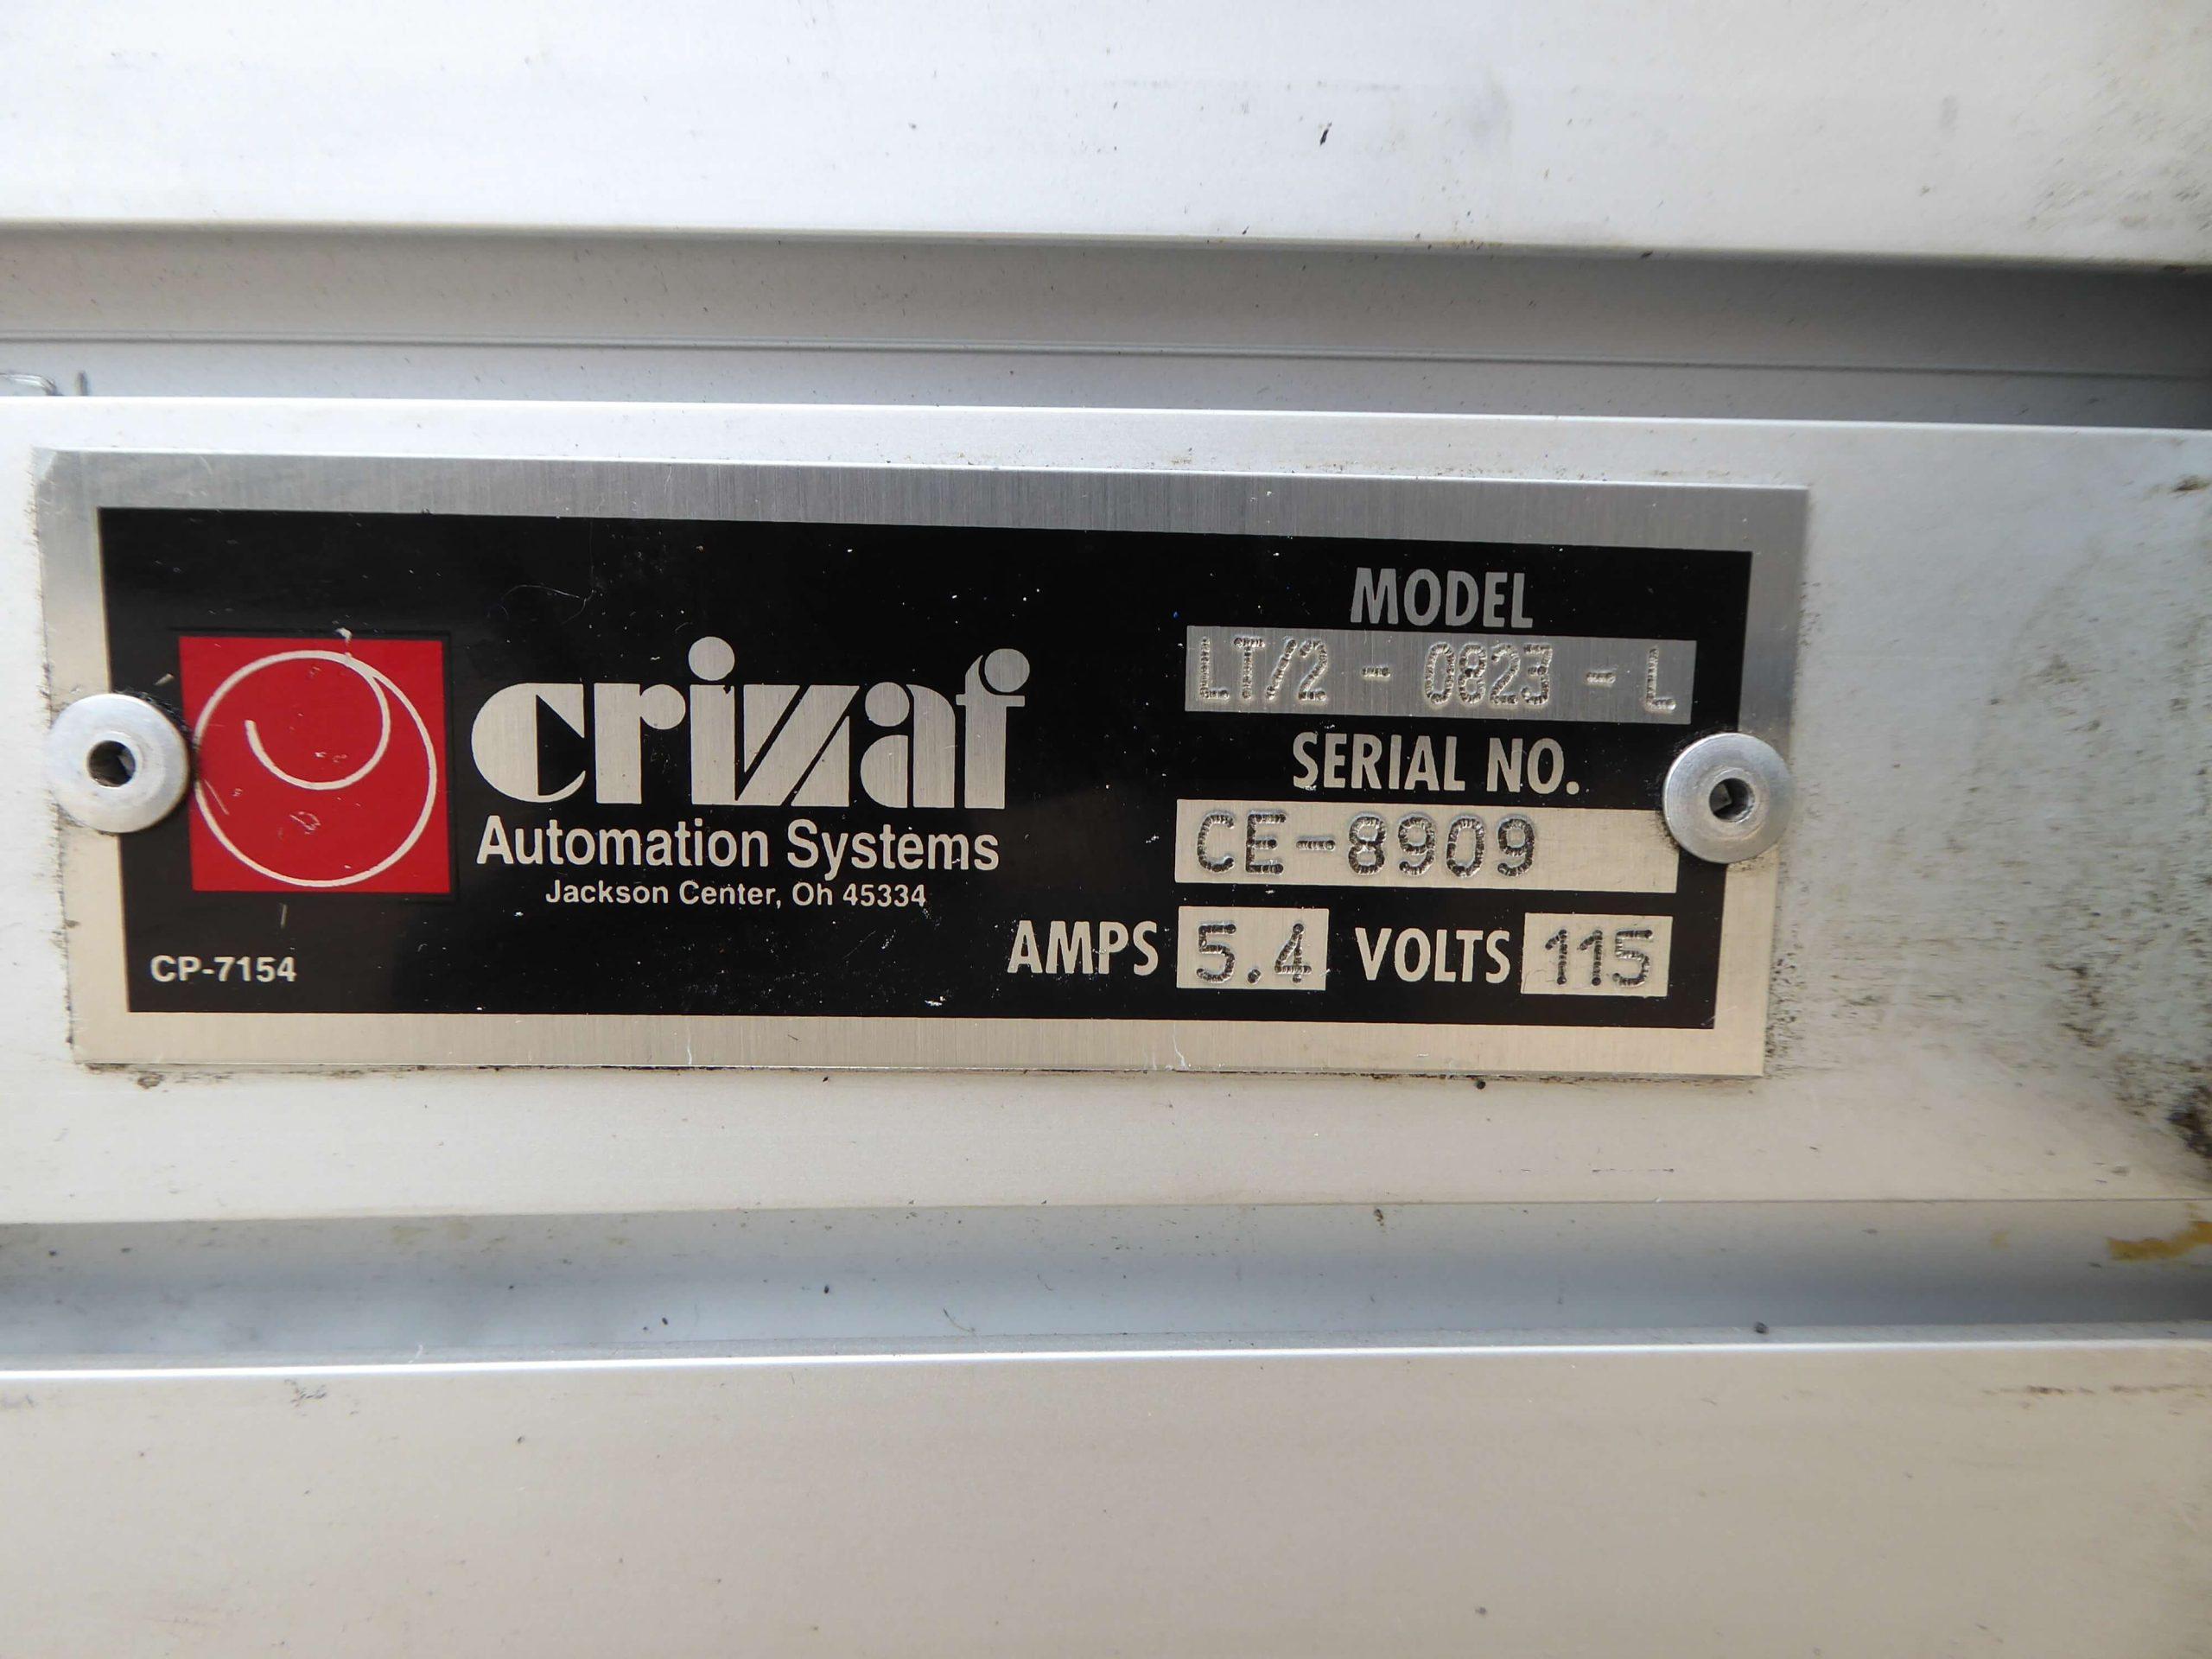 crizaf
Automation Systems
Jackson Center, Oh 45334
CP-7154
MODEL
LT/2 - 0823 - L
SERIAL NO.
CE-8909
AMPS 5.4 VOLTS 115